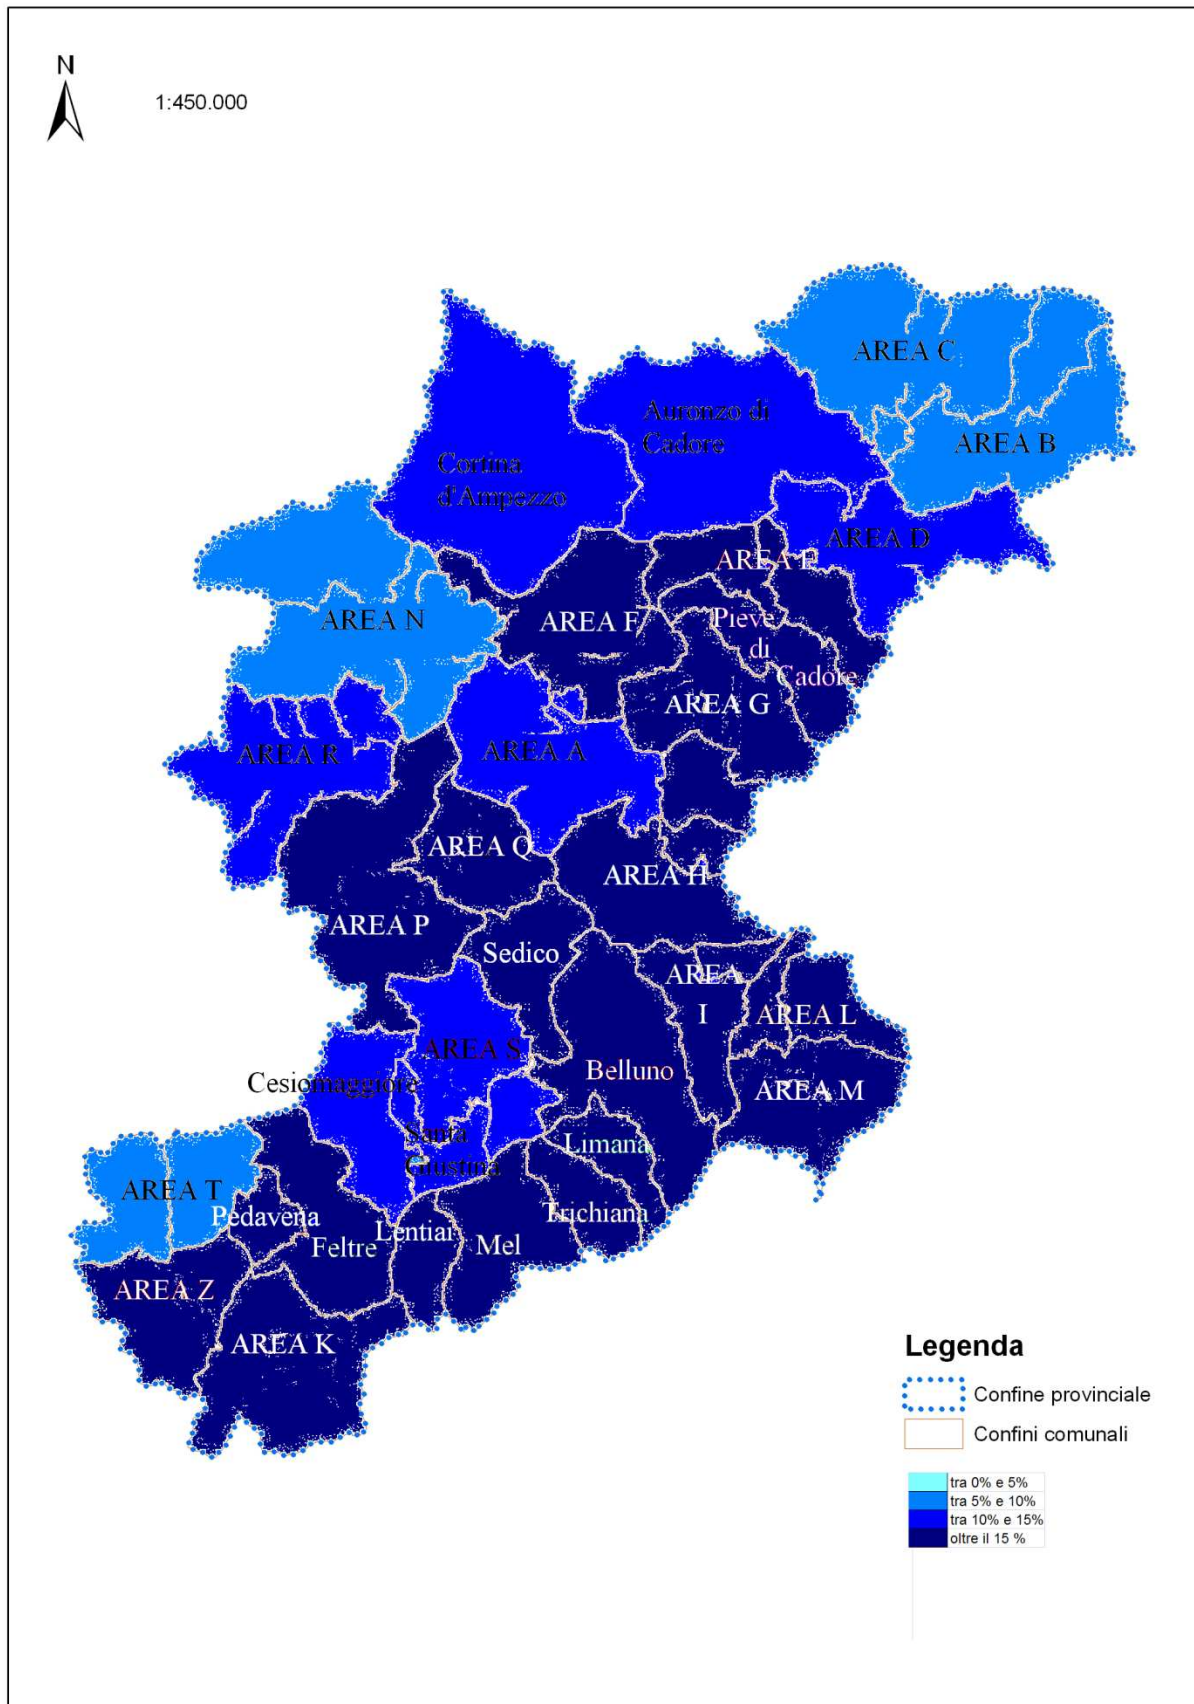 N
1:450.000
AREA C
Auronzo di
Cadore
AREA B
Cortina
d'Ampezzo
AREA D
AREA E
AREA N
AREA F
Pieve
di
Cadore
AREA G
AREA R
AREA A
AREA Q
AREA H
AREA P
Sedico
AREA
I
AREA L
AREA S
Belluno
Cesiomaggiore
AREA M
Santa
Giustina
Limana
AREA T
Pedavena
Trichiana
Lentiai
Feltre
Mel
AREA Z
AREA K
Legenda
Confine provinciale
Confini comunali
tra 0% e 5%
tra 5% e 10%
tra 10% e 15%
oltre il 15 %